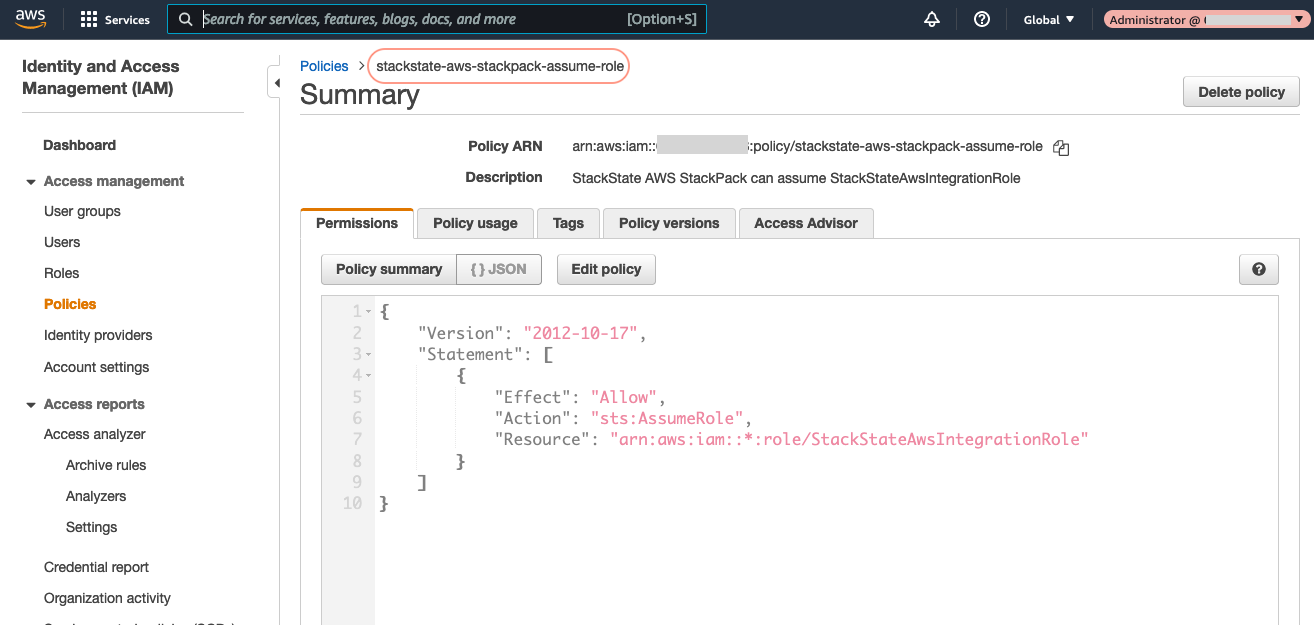 aws Services Search for services, features, blogs, docs, and more [Option+S] Global Administrator @
Identity and Access
Management (IAM)
Dashboard
Access management
User groups
Users
Roles
Policies
Identity providers
Account settings
Access reports
Access analyzer
Archive rules
Analyzers
Settings
Credential report
Organization activity
Policies > stackstate-aws-stackpack-assume-role
Summary
Delete policy
Policy ARN arn:aws:iam:: :policy/stackstate-aws-stackpack-assume-role
Description StackState AWS StackPack can assume StackStateAwsIntegrationRole
Permissions Policy usage Tags Policy versions Access Advisor
Policy summary { } JSON Edit policy ?
1 {
2 "Version": "2012-10-17",
3 "Statement": [
4 {
5 "Effect": "Allow",
6 "Action": "sts:AssumeRole",
7 "Resource": "arn:aws:iam::*:role/StackStateAwsIntegrationRole"
8 }
9 ]
10 }